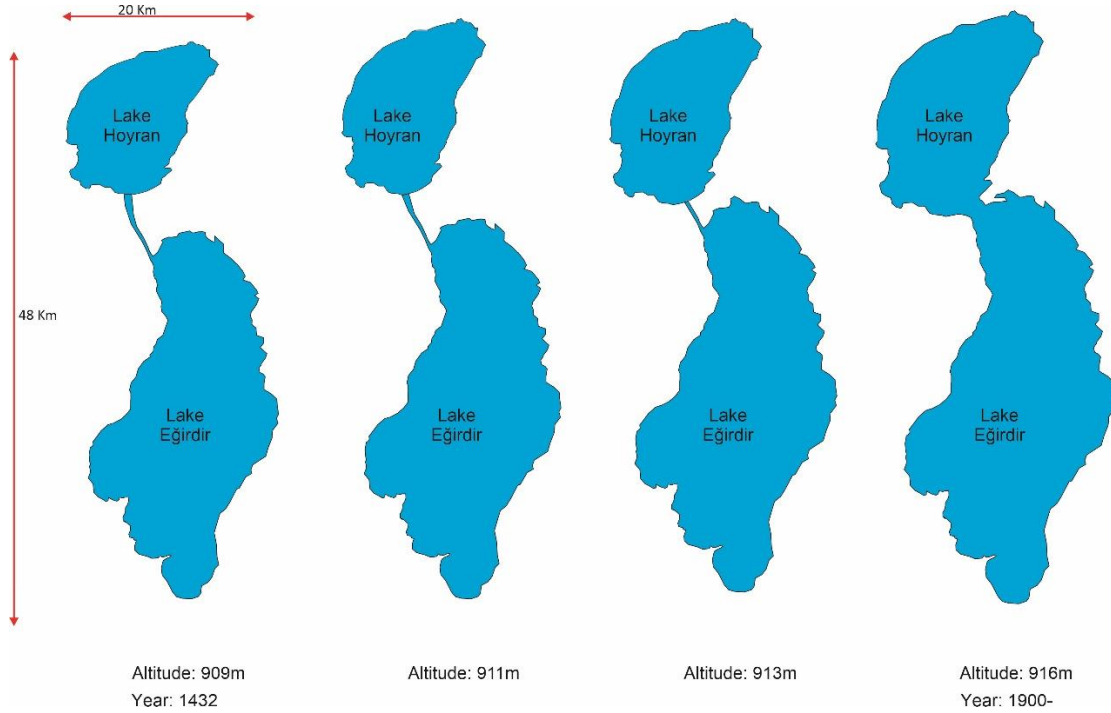 20 Km
48 Km
Lake
Hoyran
Lake
Hoyran
Lake
Hoyran
Lake
Hoyran
Lake
Eğirdir
Lake
Eğirdir
Lake
Eğirdir
Lake
Eğirdir
Altitude: 909m
Year: 1432
Altitude: 911m
Altitude: 913m
Altitude: 916m
Year: 1900-